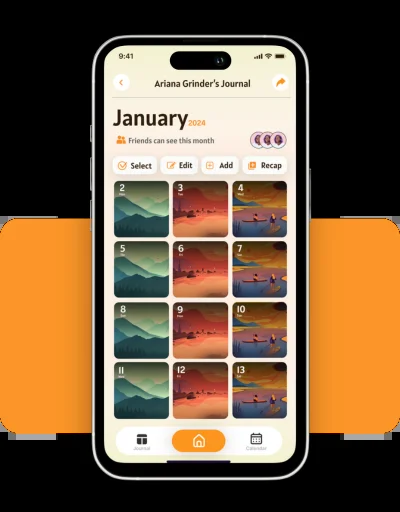 9:41
Ariana Grinder's Journal
January 2024
Friends can see this month
Select Edit Add Recap
2 3 4
5 6 7
8 9 10
11 12 13
Journal Calendar